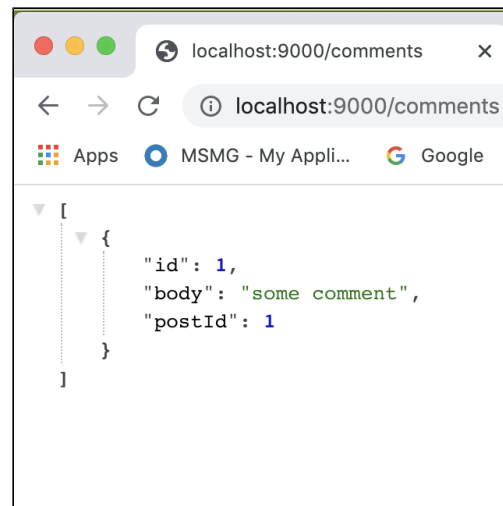 localhost:9000/comments
localhost:9000/comments
Apps MSMG - My Appli... Google
[
{
"id": 1,
"body": "some comment",
"postId": 1
}
]